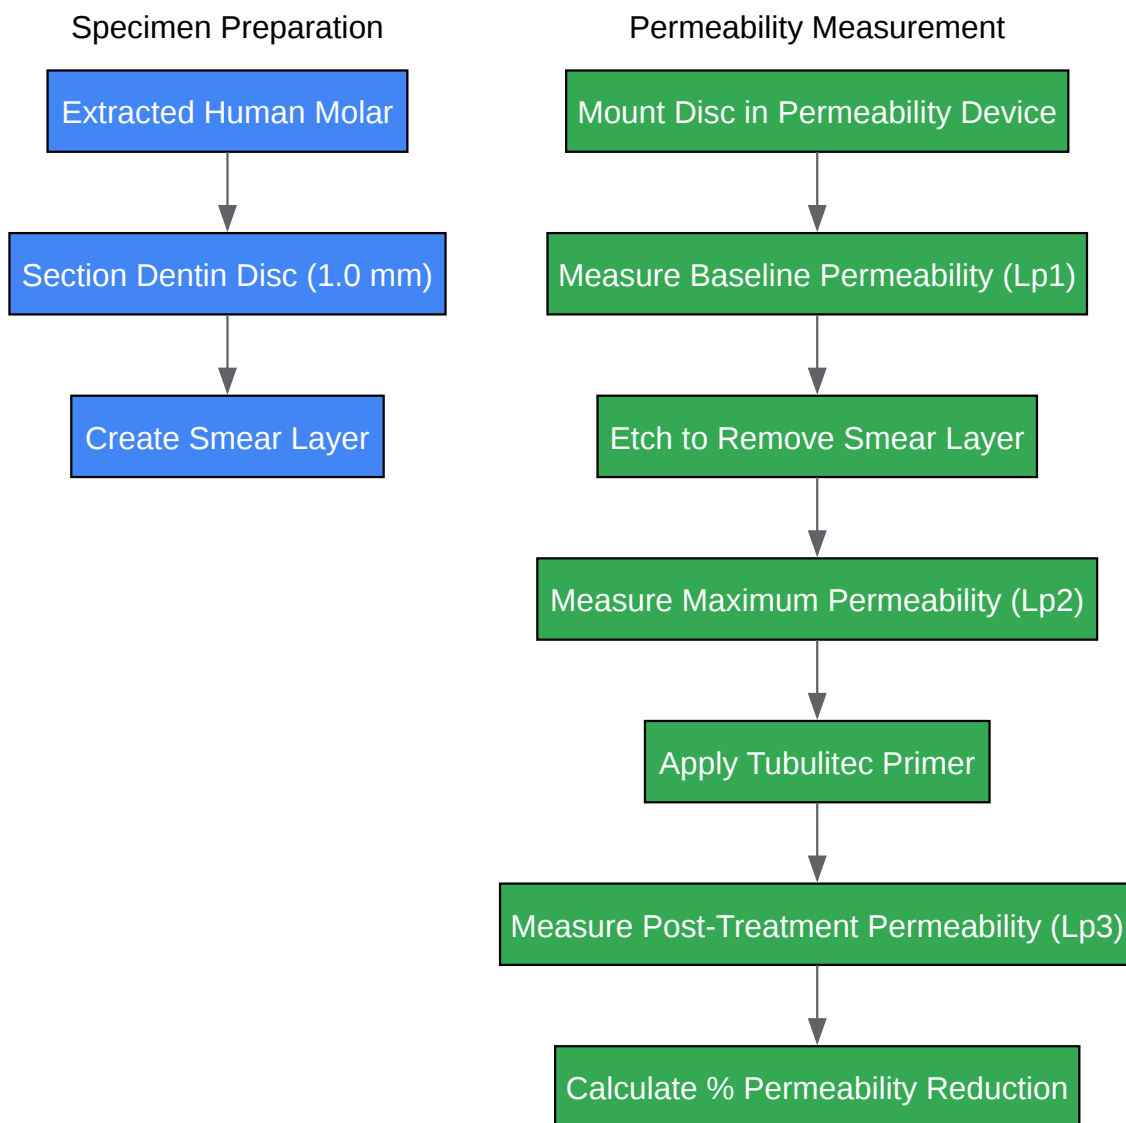 Specimen Preparation
Extracted Human Molar
Section Dentin Disc (1.0 mm)
Create Smear Layer
Permeability Measurement
Mount Disc in Permeability Device
Measure Baseline Permeability (Lp1)
Etch to Remove Smear Layer
Measure Maximum Permeability (Lp2)
Apply Tubulitec Primer
Measure Post-Treatment Permeability (Lp3)
Calculate % Permeability Reduction